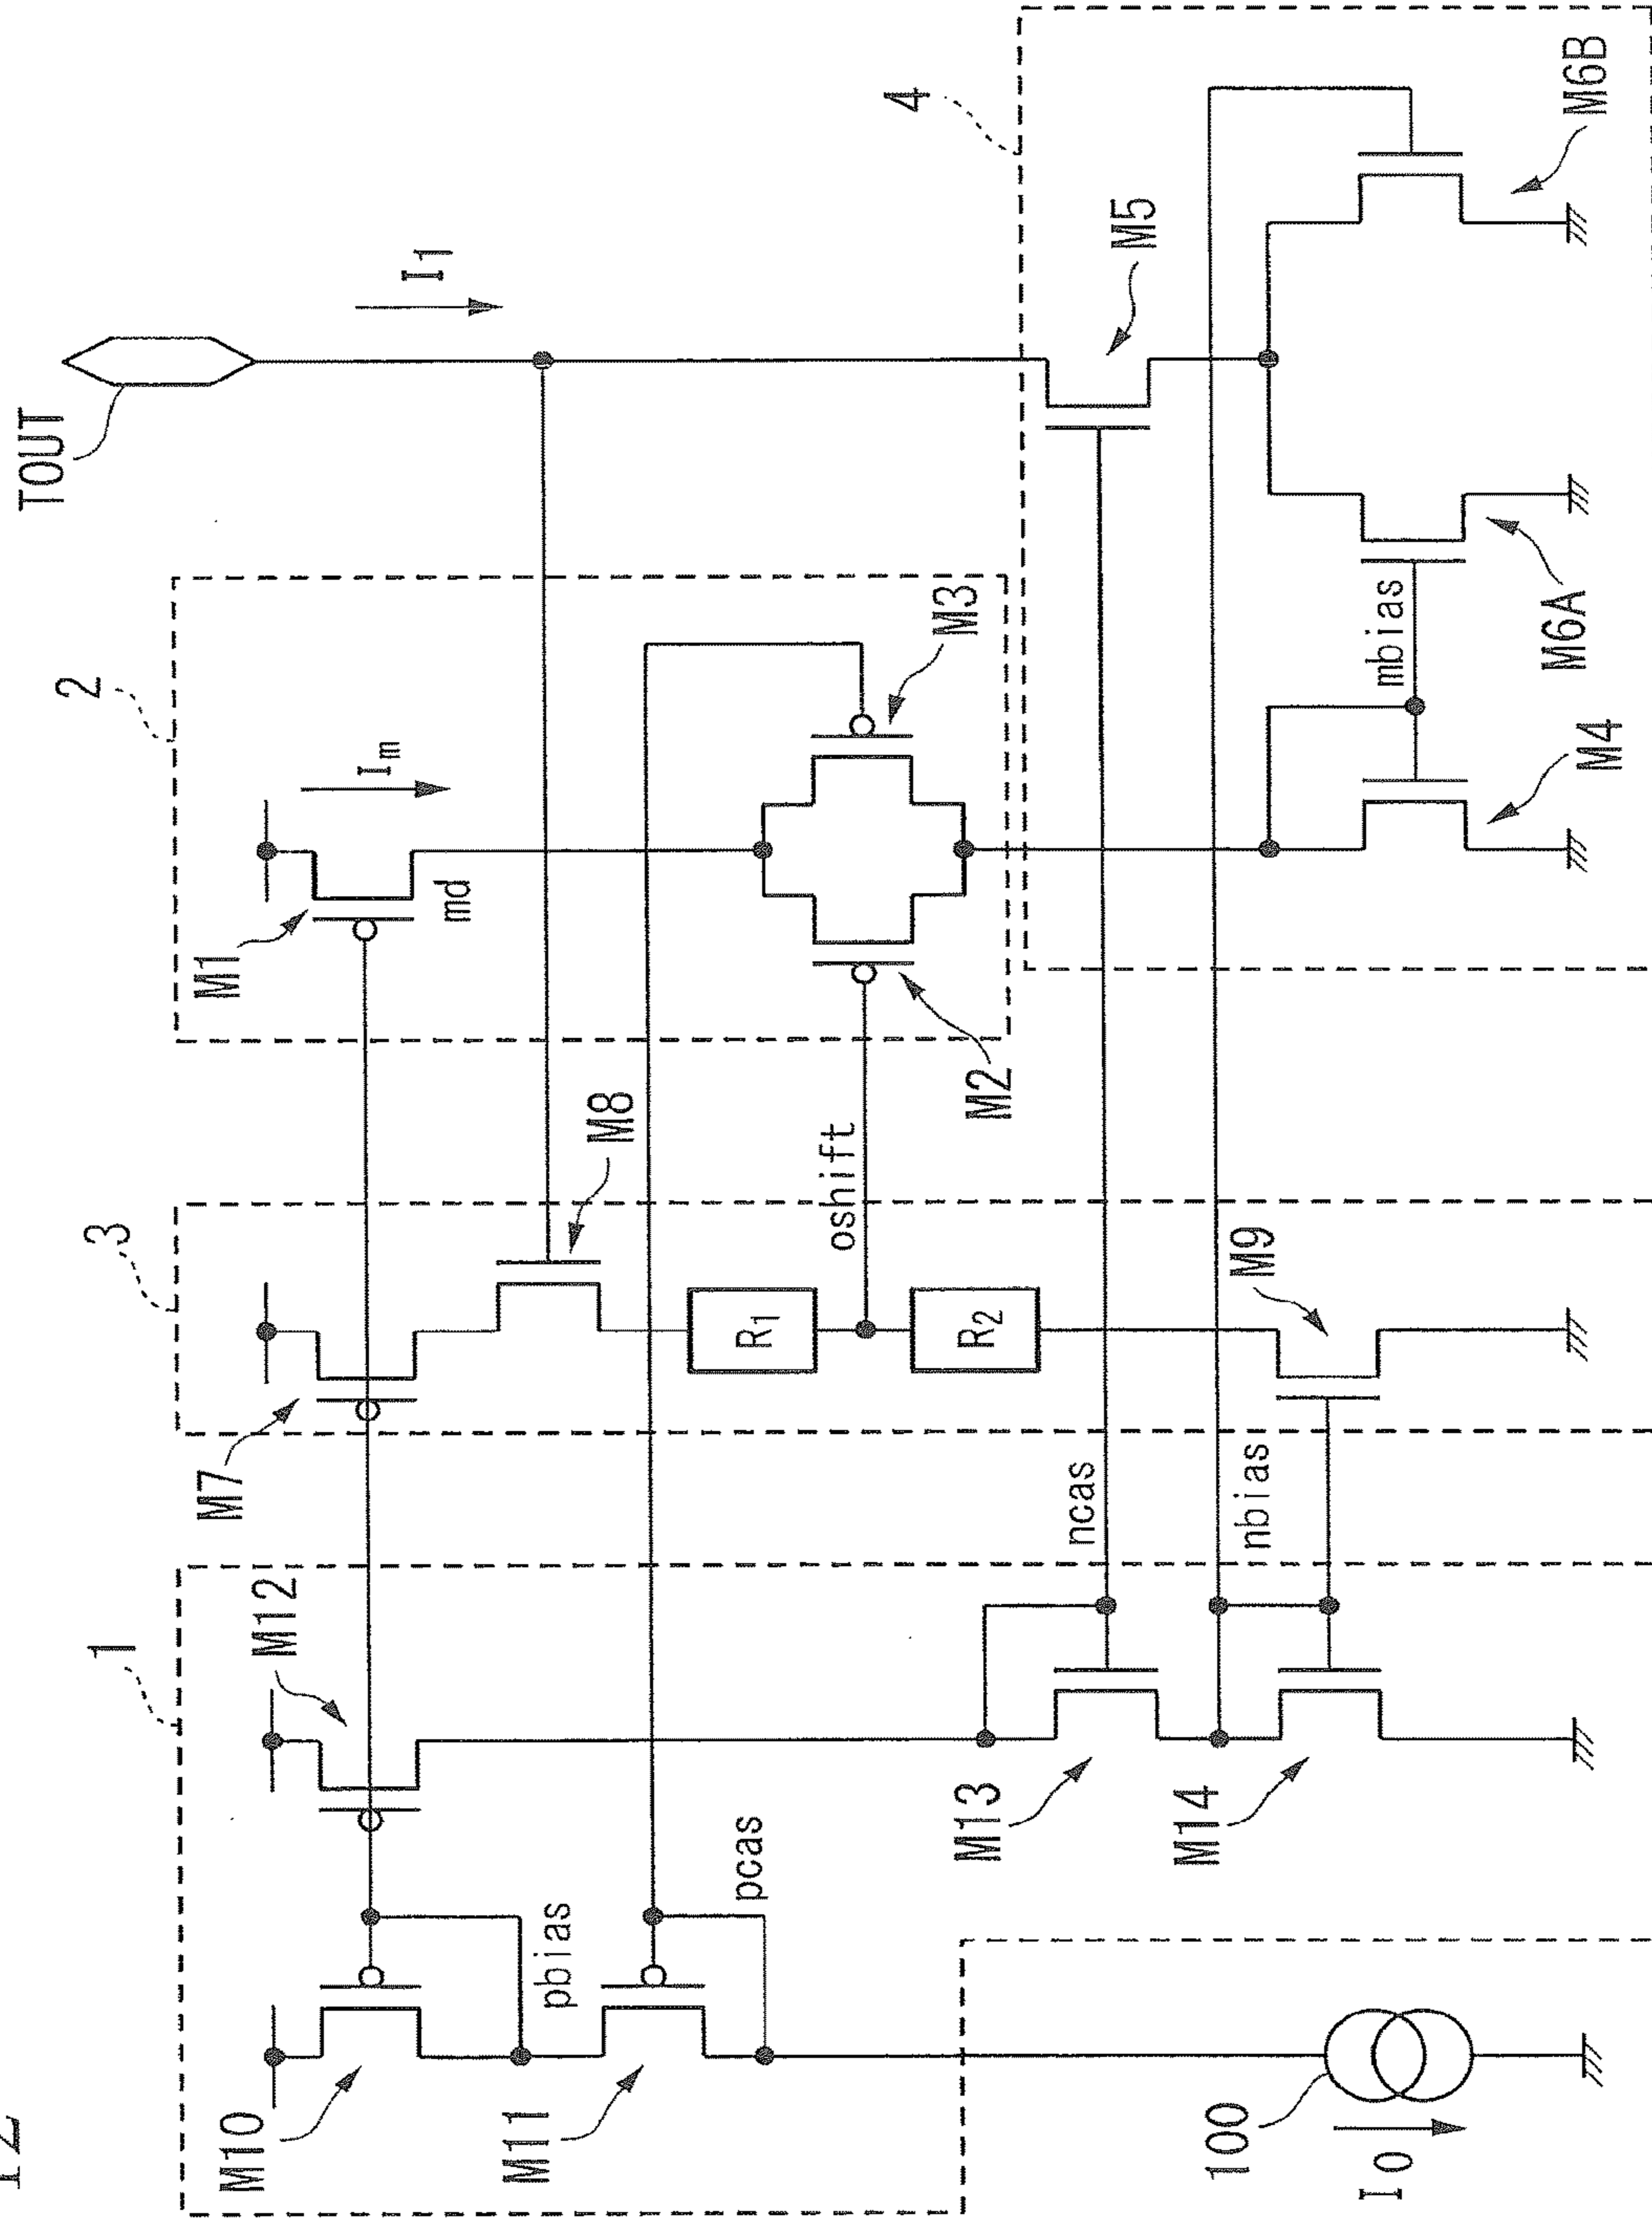 TOUT
I1
4
M5
M6B
M6A
mbias
M4
2
Im
M1
md
M3
M2
3
M7
M8
R1
oshift
R2
M9
1
M12
ncas
nbias
M13
M14
M10
pbias
M11
pcas
100
I0